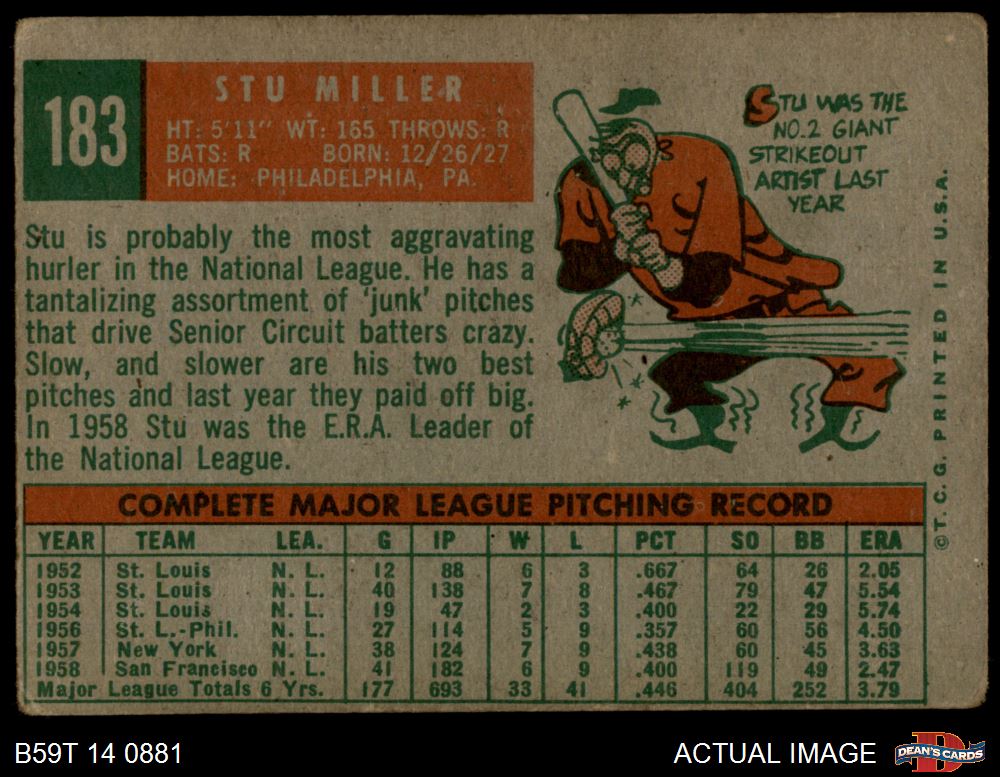 183
STU MILLER
HT: 5'11" WT: 165 THROWS: R
BATS: R BORN: 12/26/27
HOME: PHILADELPHIA, PA.
STU WAS THE
NO.2 GIANT
STRIKEOUT
ARTIST LAST
YEAR
Stu is probably the most aggravating
hurler in the National League. He has a
tantalizing assortment of 'junk' pitches
that drive Senior Circuit batters crazy.
Slow, and slower are his two best
pitches and last year they paid off big.
In 1958 Stu was the E.R.A. Leader of
the National League.
© T. C. G. PRINTED IN U.S.A.
COMPLETE MAJOR LEAGUE PITCHING RECORD
YEAR TEAM LEA. G IP W L PCT SO BB ERA
1952 St. Louis N. L. 12 88 6 3 .667 64 26 2.05
1953 St. Louis N. L. 40 138 7 8 .467 79 47 5.54
1954 St. Louis N. L. 19 47 2 3 .400 22 29 5.74
1956 St. L.-Phil. N. L. 27 114 5 9 .357 60 56 4.50
1957 New York N. L. 38 124 7 9 .438 60 45 3.63
1958 San Francisco N. L. 41 182 6 9 .400 119 49 2.47
Major League Totals 6 Yrs. 177 693 33 41 .446 404 252 3.79
B59T 14 0881
ACTUAL IMAGE
D
DEAN'S CARDS